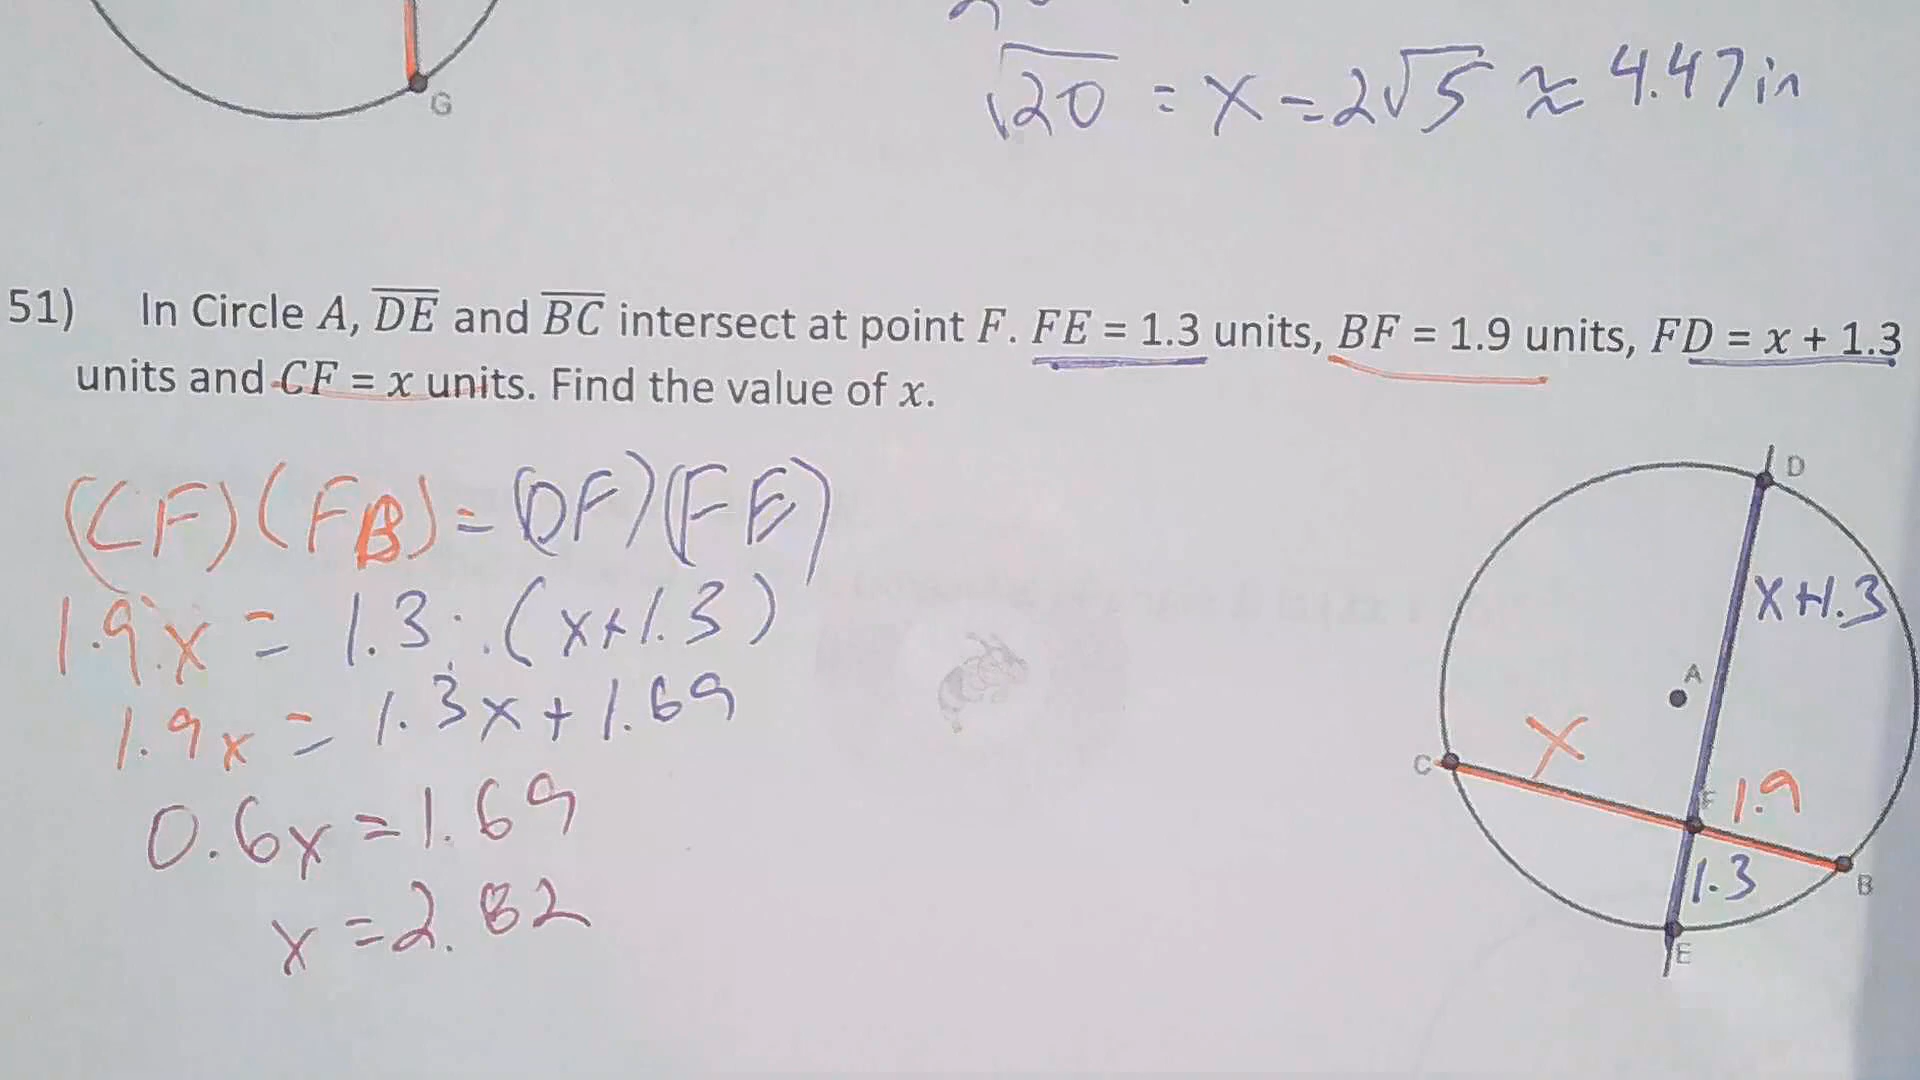 G
√20 = x = 2√5 ≈ 4.47 in
51) In Circle A, DE and BC intersect at point F. FE = 1.3 units, BF = 1.9 units, FD = x + 1.3
units and CF = x units. Find the value of x.
(CF)(FB) = (DF)(FE)
1.9·x = 1.3·(x+1.3)
1.9x = 1.3x + 1.69
0.6x = 1.69
x = 2.82
D
x+1.3
A
x
C
F
1.9
1.3
B
E